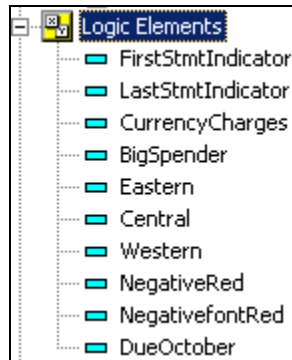 Logic Elements
FirstStmtIndicator
LastStmtIndicator
CurrencyCharges
BigSpender
Eastern
Central
Western
NegativeRed
NegativefontRed
DueOctober